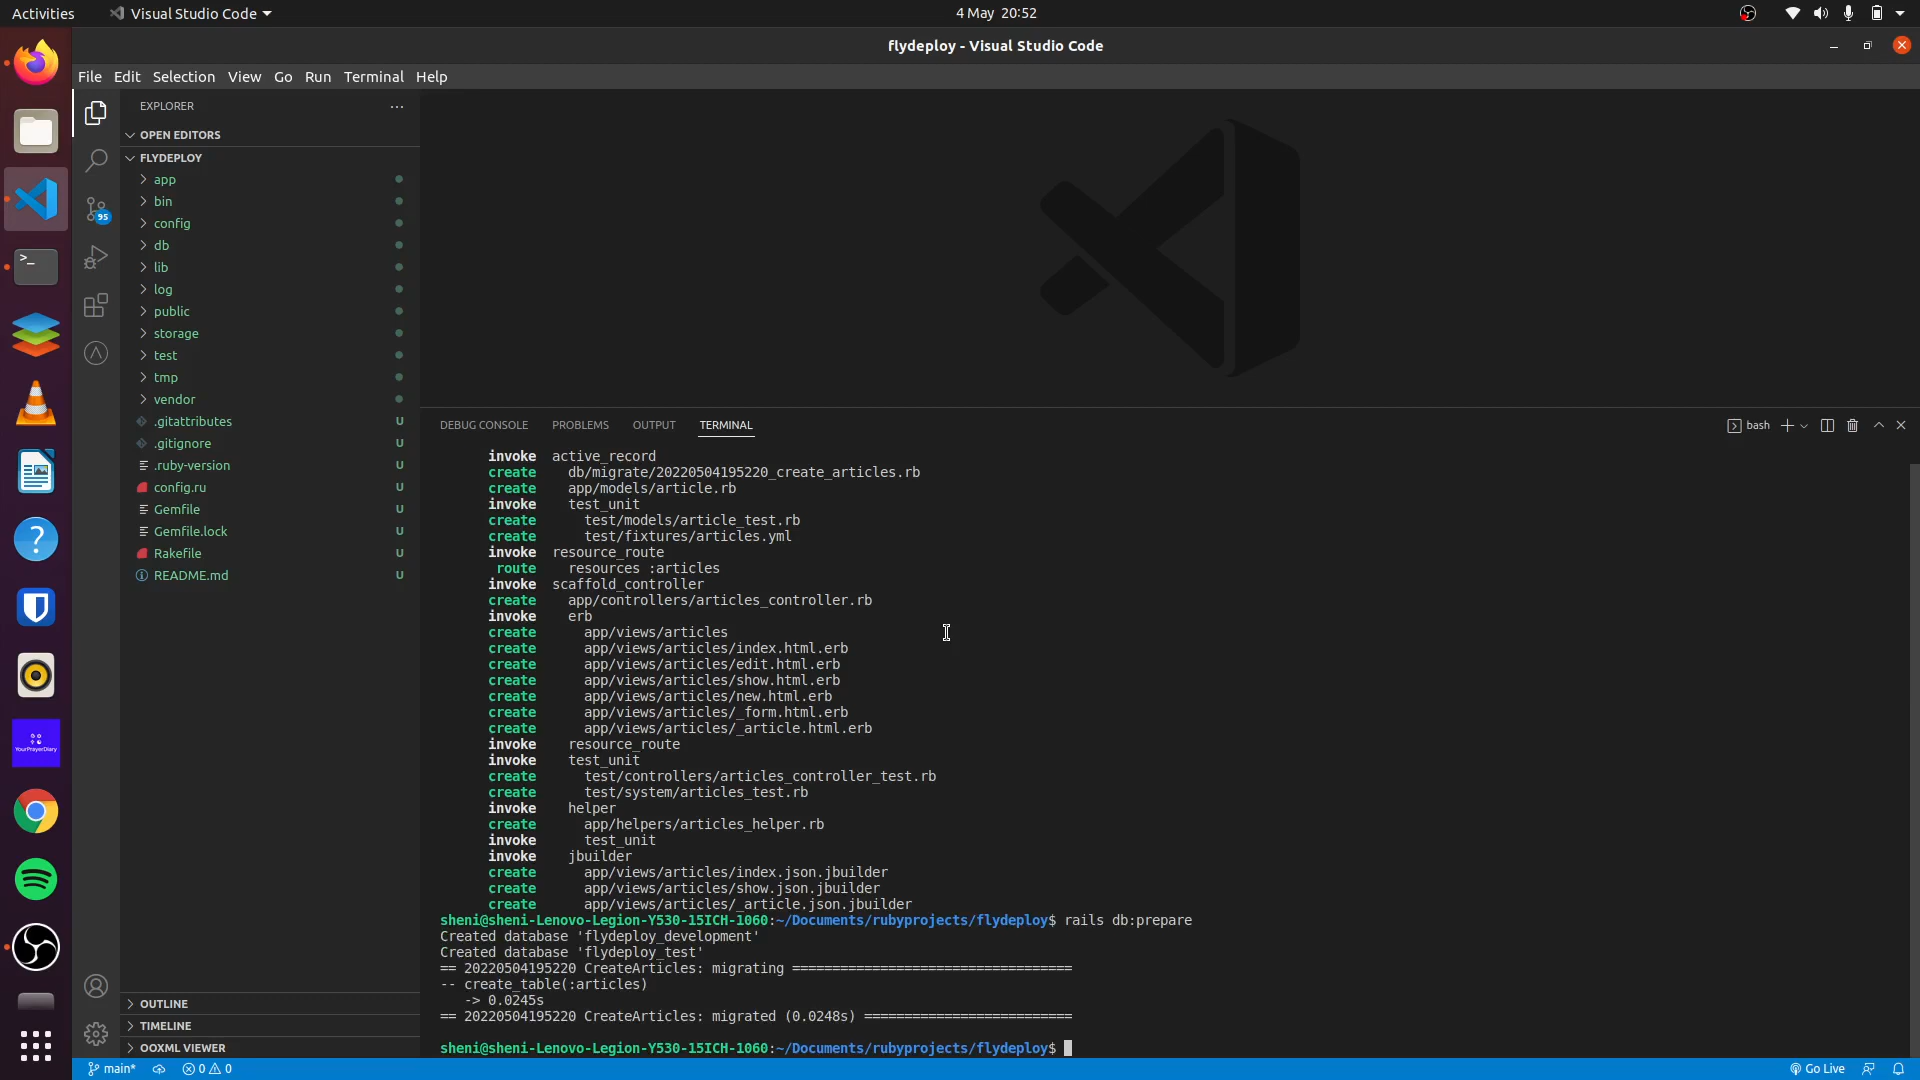 Activities
Visual Studio Code
4 May 20:52
flydeploy - Visual Studio Code
File Edit Selection View Go Run Terminal Help
EXPLORER
OPEN EDITORS
FLYDEPLOY
app
bin
config
db
lib
log
public
storage
test
tmp
vendor
.gitattributes U
.gitignore U
.ruby-version U
config.ru U
Gemfile U
Gemfile.lock U
Rakefile U
README.md U
OUTLINE
TIMELINE
OOXML VIEWER
95
YourPrayerDiary
DEBUG CONSOLE PROBLEMS OUTPUT TERMINAL
bash
invoke active_record
create db/migrate/20220504195220_create_articles.rb
create app/models/article.rb
invoke test_unit
create test/models/article_test.rb
create test/fixtures/articles.yml
invoke resource_route
route resources :articles
invoke scaffold_controller
create app/controllers/articles_controller.rb
invoke erb
create app/views/articles
create app/views/articles/index.html.erb
create app/views/articles/edit.html.erb
create app/views/articles/show.html.erb
create app/views/articles/new.html.erb
create app/views/articles/_form.html.erb
create app/views/articles/_article.html.erb
invoke resource_route
invoke test_unit
create test/controllers/articles_controller_test.rb
create test/system/articles_test.rb
invoke helper
create app/helpers/articles_helper.rb
invoke test_unit
invoke jbuilder
create app/views/articles/index.json.jbuilder
create app/views/articles/show.json.jbuilder
create app/views/articles/_article.json.jbuilder
sheni@sheni-Lenovo-Legion-Y530-15ICH-1060:~/Documents/rubyprojects/flydeploy$ rails db:prepare
Created database 'flydeploy_development'
Created database 'flydeploy_test'
== 20220504195220 CreateArticles: migrating ===================================
-- create_table(:articles)
-> 0.0245s
== 20220504195220 CreateArticles: migrated (0.0248s) ==========================
sheni@sheni-Lenovo-Legion-Y530-15ICH-1060:~/Documents/rubyprojects/flydeploy$
main* 0 0
Go Live